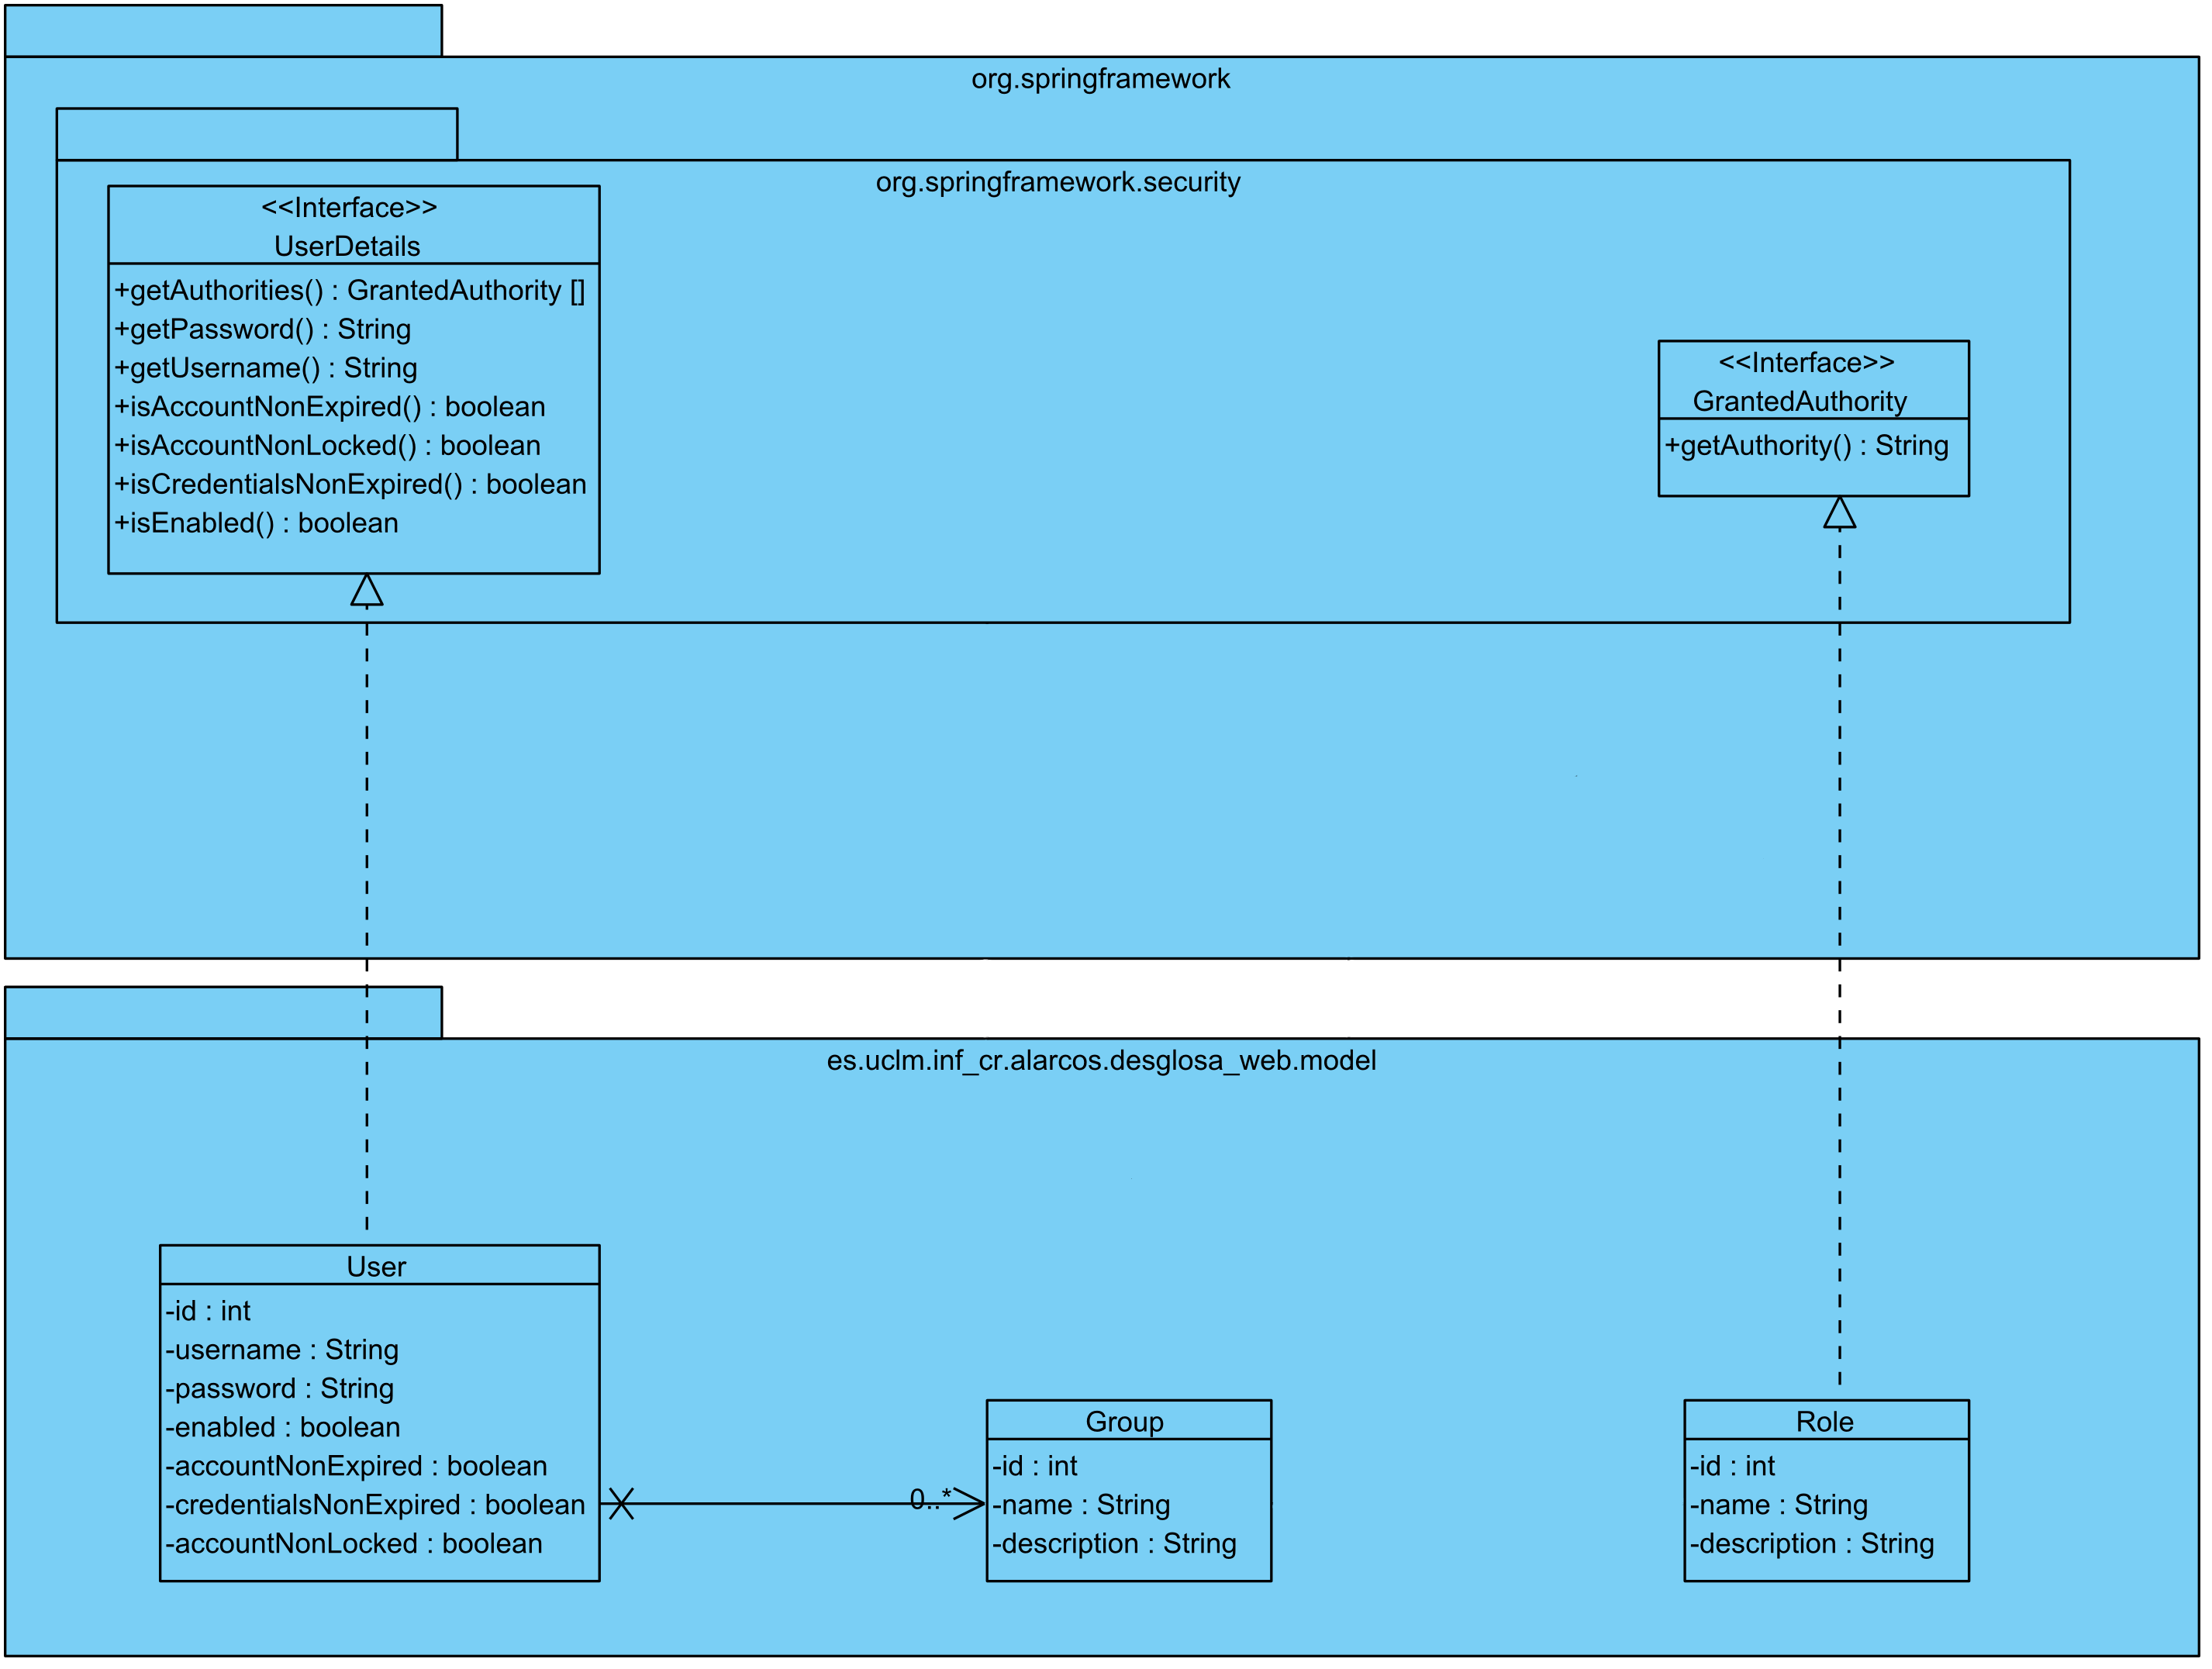 org.springframework
org.springframework.security
<<Interface>>
UserDetails
+getAuthorities() : GrantedAuthority []
+getPassword() : String
+getUsername() : String
+isAccountNonExpired() : boolean
+isAccountNonLocked() : boolean
+isCredentialsNonExpired() : boolean
+isEnabled() : boolean
<<Interface>>
GrantedAuthority
+getAuthority() : String
es.uclm.inf_cr.alarcos.desglosa_web.model
User
-id : int
-username : String
-password : String
-enabled : boolean
-accountNonExpired : boolean
-credentialsNonExpired : boolean
-accountNonLocked : boolean
0..*
Group
-id : int
-name : String
-description : String
Role
-id : int
-name : String
-description : String